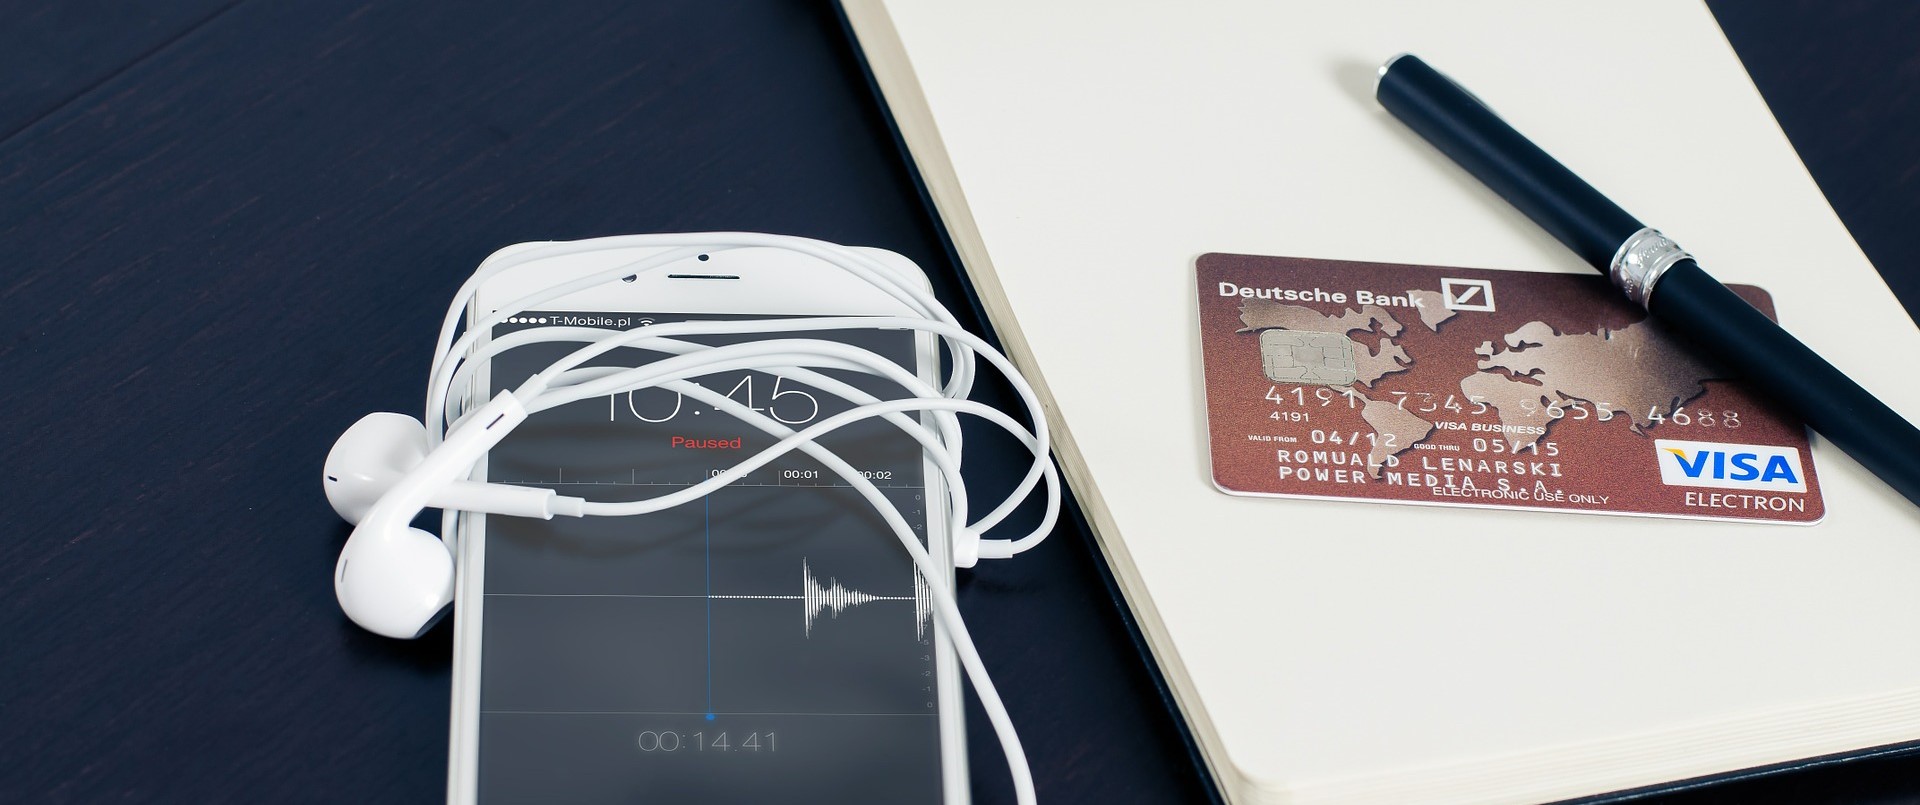 T-Mobile.pl
10:45
Paused
00:01 00:02
00:14.41
Deutsche Bank
4191 7345 9655 4688
4191
VISA BUSINESS
VALID FROM 04/12 GOOD THRU 05/15
ROMUALD LENARSKI
POWER MEDIA S.A.
ELECTRONIC USE ONLY
VISA
ELECTRON